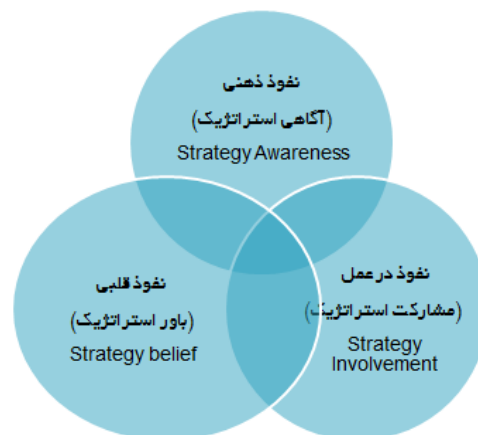 نفوذ ذهنی
(آگاهی استراتژیک)
Strategy Awareness
نفوذ قلبی
(باور استراتژیک)
Strategy belief
نفوذ در عمل
(مشارکت استراتژیک)
Strategy
Involvement